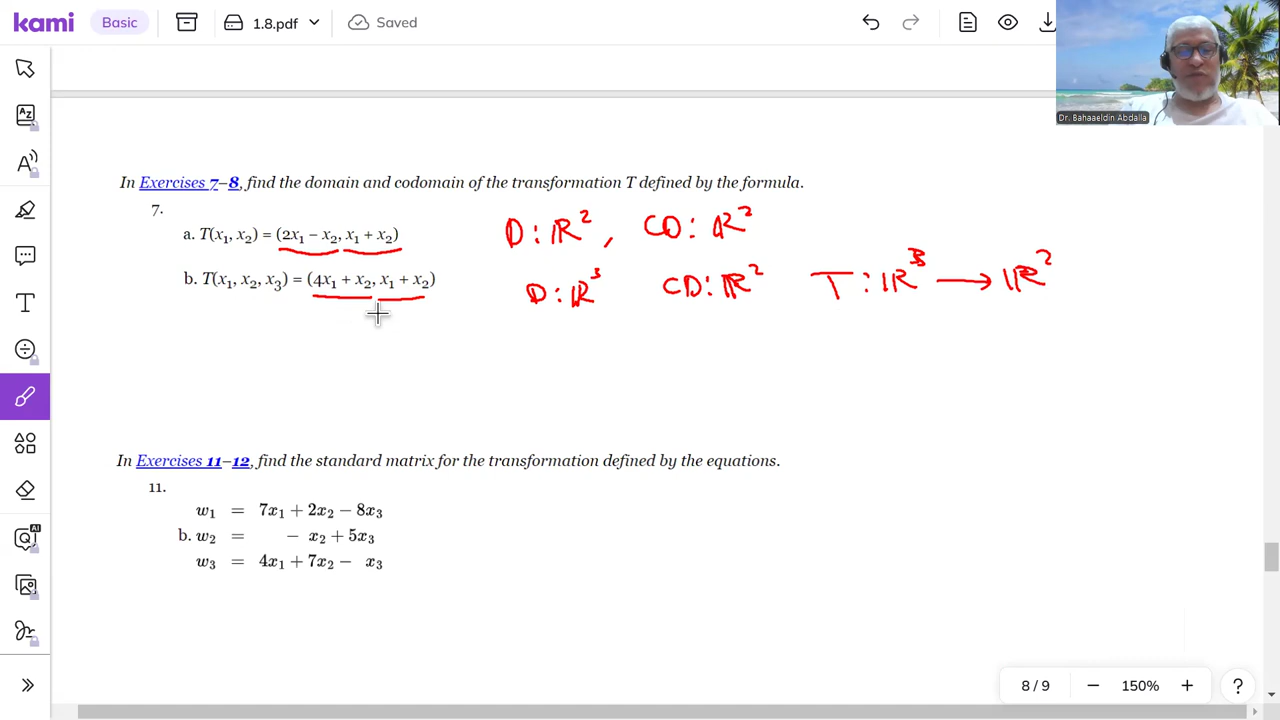 kami Basic 1.8.pdf Saved
Dr. Bahaaeldin Abdalla
In Exercises 7–8, find the domain and codomain of the transformation T defined by the formula.
7.
a. T(x₁, x₂) = (2x₁ − x₂, x₁ + x₂) D : ℝ², CD : ℝ²
b. T(x₁, x₂, x₃) = (4x₁ + x₂, x₁ + x₂) D : ℝ³ CD : ℝ² T : ℝ³ → ℝ²
In Exercises 11–12, find the standard matrix for the transformation defined by the equations.
11.
w₁ = 7x₁ + 2x₂ − 8x₃
b. w₂ = − x₂ + 5x₃
w₃ = 4x₁ + 7x₂ − x₃
8 / 9 − 150% + ?